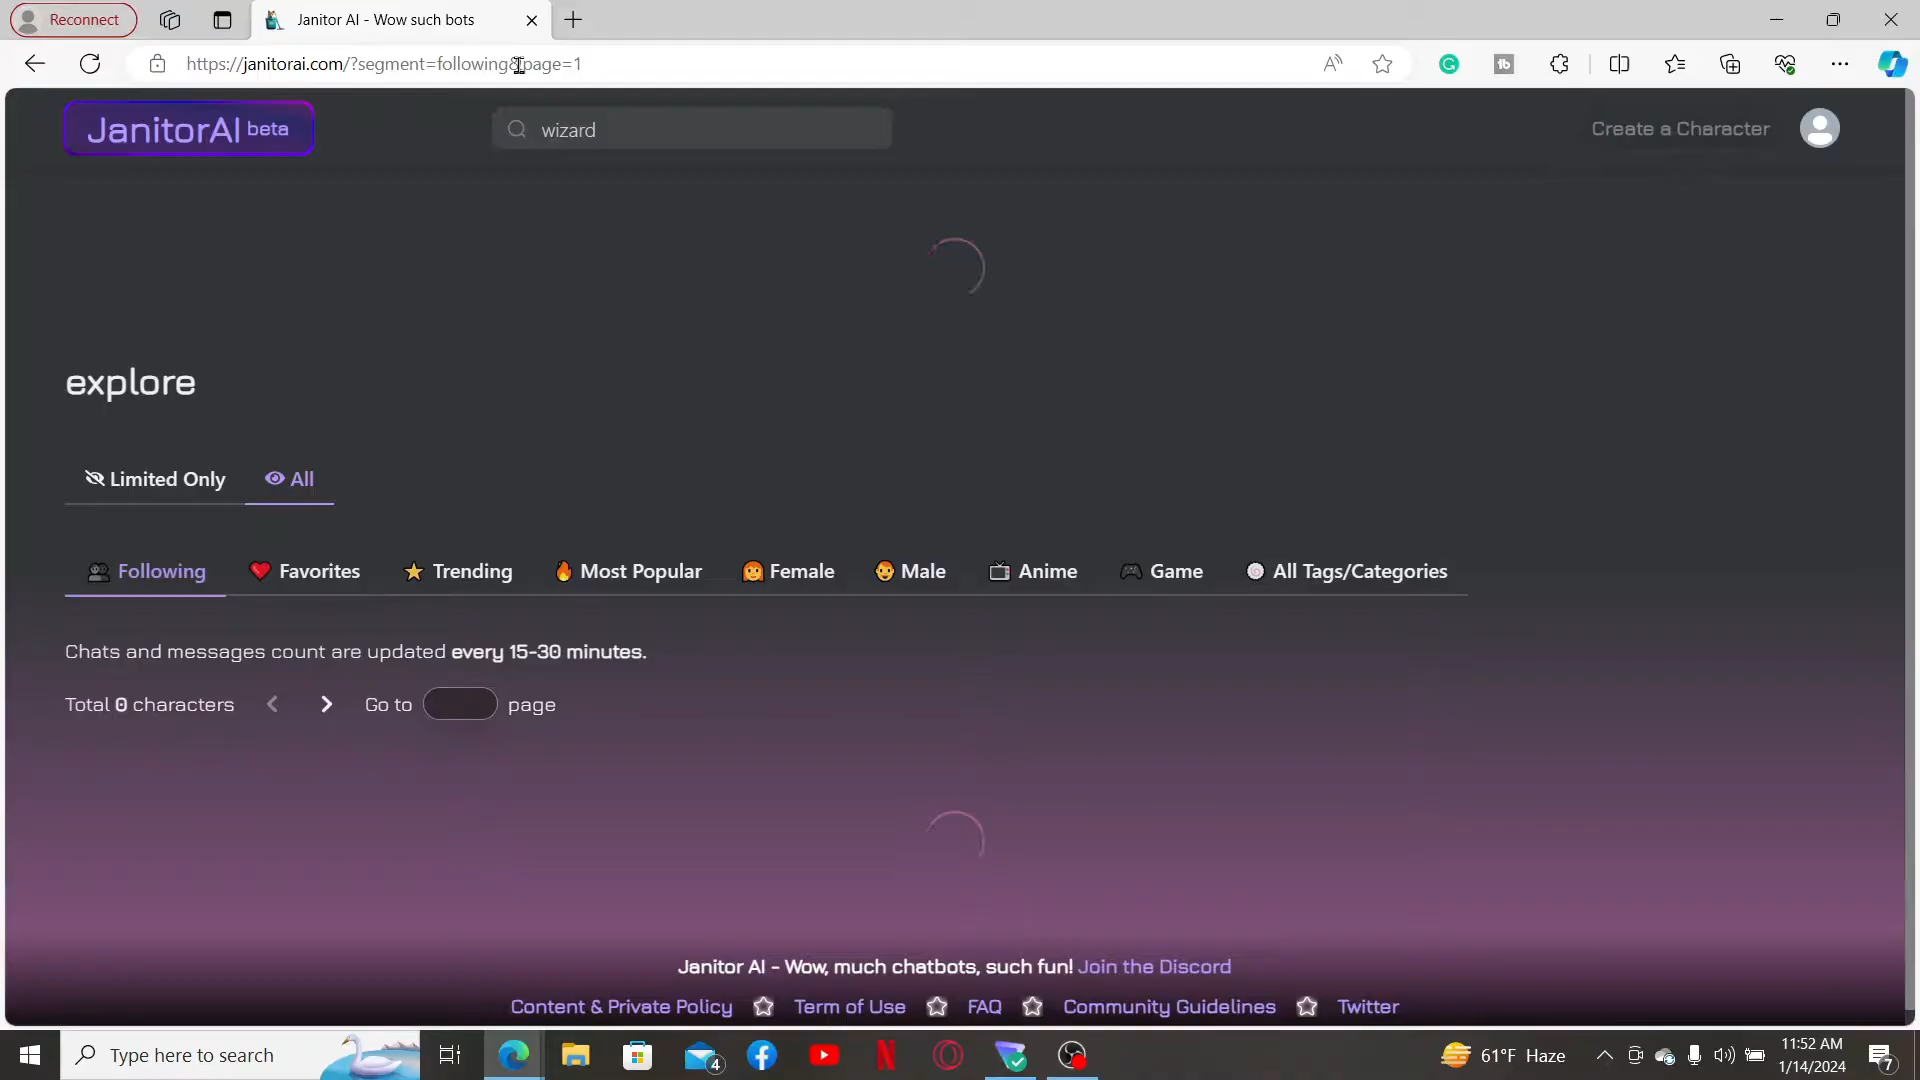 Reconnect
Janitor AI - Wow such bots
https://janitorai.com/?segment=following&page=1
JanitorAI beta
wizard
Create a Character
explore
Limited Only
All
Following
Favorites
Trending
Most Popular
Female
Male
Anime
Game
All Tags/Categories
Chats and messages count are updated every 15-30 minutes.
Total 0 characters
Go to page
Janitor AI - Wow, much chatbots, such fun! Join the Discord
Content & Private Policy
Term of Use
FAQ
Community Guidelines
Twitter
Type here to search
4
61°F Haze
11:52 AM
1/14/2024
7